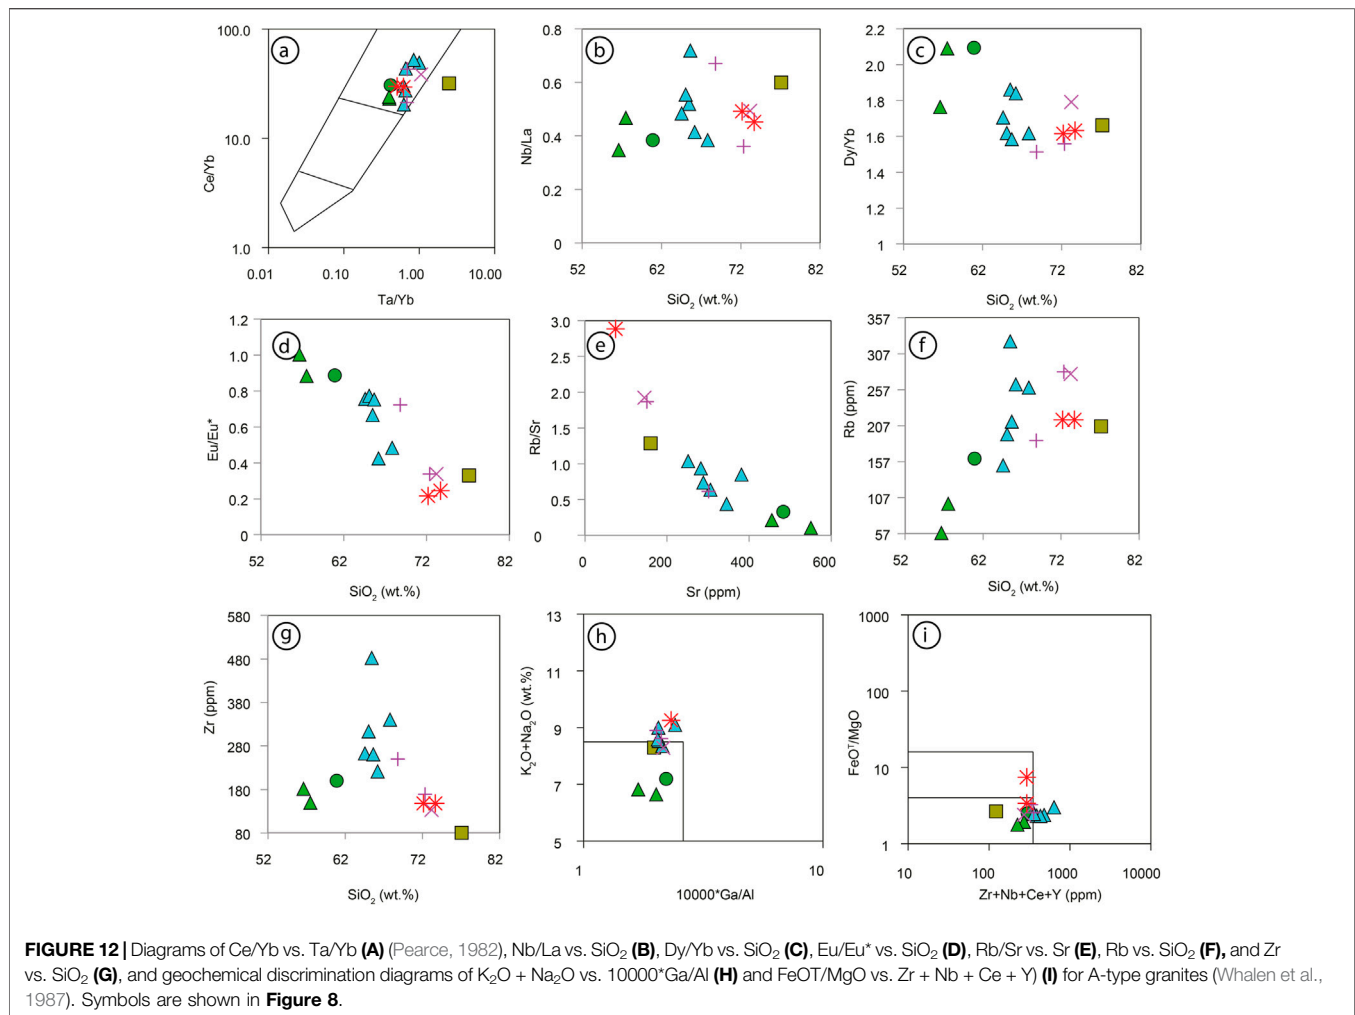 a
100.0
10.0
1.0
Ce/Yb
0.01 0.10 1.00 10.00
Ta/Yb
b
0.8
0.6
0.4
0.2
0
Nb/La
52 62 72 82
SiO2 (wt.%)
c
2.2
2.0
1.8
1.6
1.4
1.2
1
Dy/Yb
52 62 72 82
SiO2 (wt.%)
d
1.2
1.0
0.8
0.6
0.4
0.2
0
Eu/Eu*
52 62 72 82
SiO2 (wt.%)
e
3.0
2.5
2.0
1.5
1.0
0.5
0
Rb/Sr
0 200 400 600
Sr (ppm)
f
357
307
257
207
157
107
57
Rb (ppm)
52 62 72 82
SiO2 (wt.%)
g
580
480
380
280
180
80
Zr (ppm)
52 62 72 82
SiO2 (wt.%)
h
13
11
9
7
5
K2O+Na2O (wt.%)
1 10
10000*Ga/Al
i
1000
100
10
1
FeOT/MgO
10 100 1000 10000
Zr+Nb+Ce+Y (ppm)
FIGURE 12 | Diagrams of Ce/Yb vs. Ta/Yb (A) (Pearce, 1982), Nb/La vs. SiO2 (B), Dy/Yb vs. SiO2 (C), Eu/Eu* vs. SiO2 (D), Rb/Sr vs. Sr (E), Rb vs. SiO2 (F), and Zr
vs. SiO2 (G), and geochemical discrimination diagrams of K2O + Na2O vs. 10000*Ga/Al (H) and FeOT/MgO vs. Zr + Nb + Ce + Y) (I) for A-type granites (Whalen et al.,
1987). Symbols are shown in Figure 8.